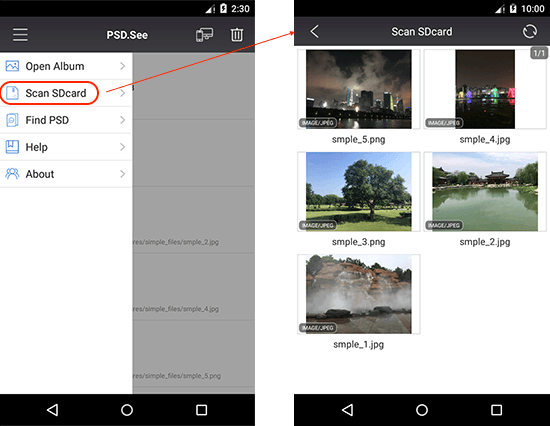 2:30
PSD.See
Open Album
Scan SDcard
Find PSD
Help
About
res/simple_files/smple_2.jpg
res/simple_files/smple_4.jpg
res/simple_files/smple_5.png
10:00
Scan SDcard
1/1
IMAGE/JPEG
IMAGE/JPEG
smple_5.png
smple_4.jpg
IMAGE/JPEG
IMAGE/JPEG
smple_3.png
smple_2.jpg
IMAGE/JPEG
smple_1.jpg